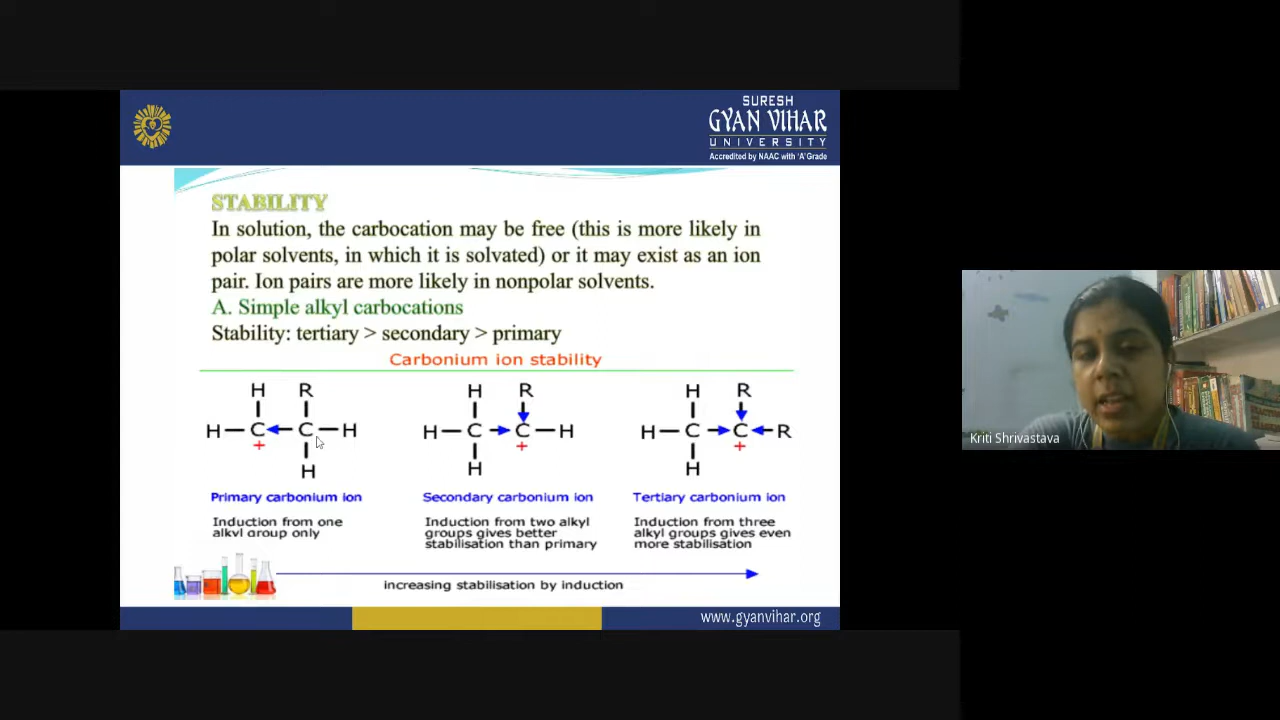 SURESH
GYAN VIHAR
UNIVERSITY
Accredited by NAAC with 'A' Grade
STABILITY
In solution, the carbocation may be free (this is more likely in
polar solvents, in which it is solvated) or it may exist as an ion
pair. Ion pairs are more likely in nonpolar solvents.
A. Simple alkyl carbocations
Stability: tertiary > secondary > primary
Carbonium ion stability
H R H R H R
H C C H H C C H H C C R
+ + +
H H H
Primary carbonium ion Secondary carbonium ion Tertiary carbonium ion
Induction from one Induction from two alkyl Induction from three
alkyl group only groups gives better alkyl groups gives even
stabilisation than primary more stabilisation
increasing stabilisation by induction
www.gyanvihar.org
Kriti Shrivastava